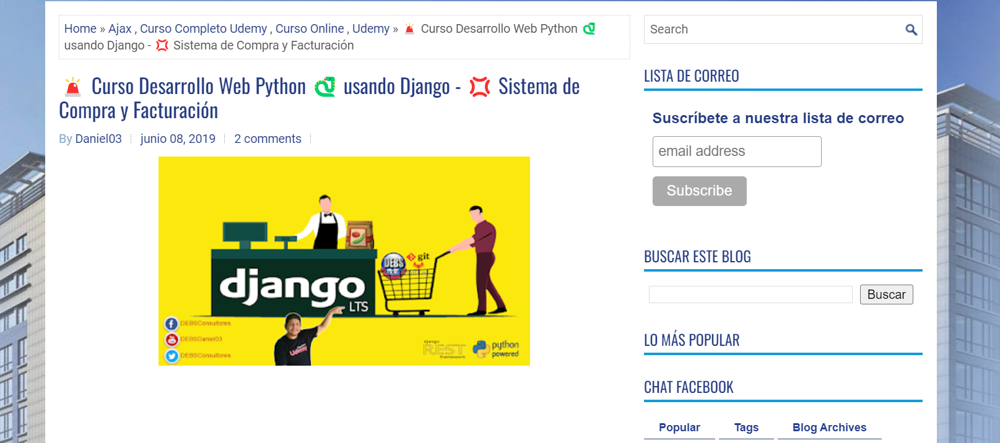 Home » Ajax , Curso Completo Udemy , Curso Online , Udemy » 🚨 Curso Desarrollo Web Python 🐍
usando Django - 💢 Sistema de Compra y Facturación
🚨 Curso Desarrollo Web Python 🐍 usando Django - 💢 Sistema de
Compra y Facturación
By Daniel03
junio 08, 2019
2 comments
DEBS
git
django
LTS
DEBSConsultores
DEBSDaniel03
DEBSConsultores
Udemy
django
REST
framework
python
powered
Search
LISTA DE CORREO
Suscríbete a nuestra lista de correo
email address
Subscribe
BUSCAR ESTE BLOG
Buscar
LO MÁS POPULAR
CHAT FACEBOOK
Popular
Tags
Blog Archives